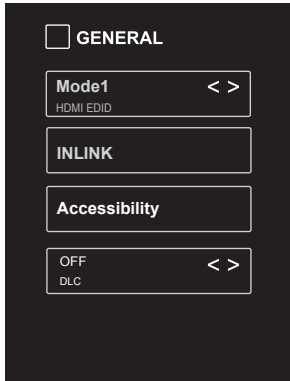 GENERAL
Mode1 < >
HDMI EDID
INLINK
Accessibility
OFF < >
DLC